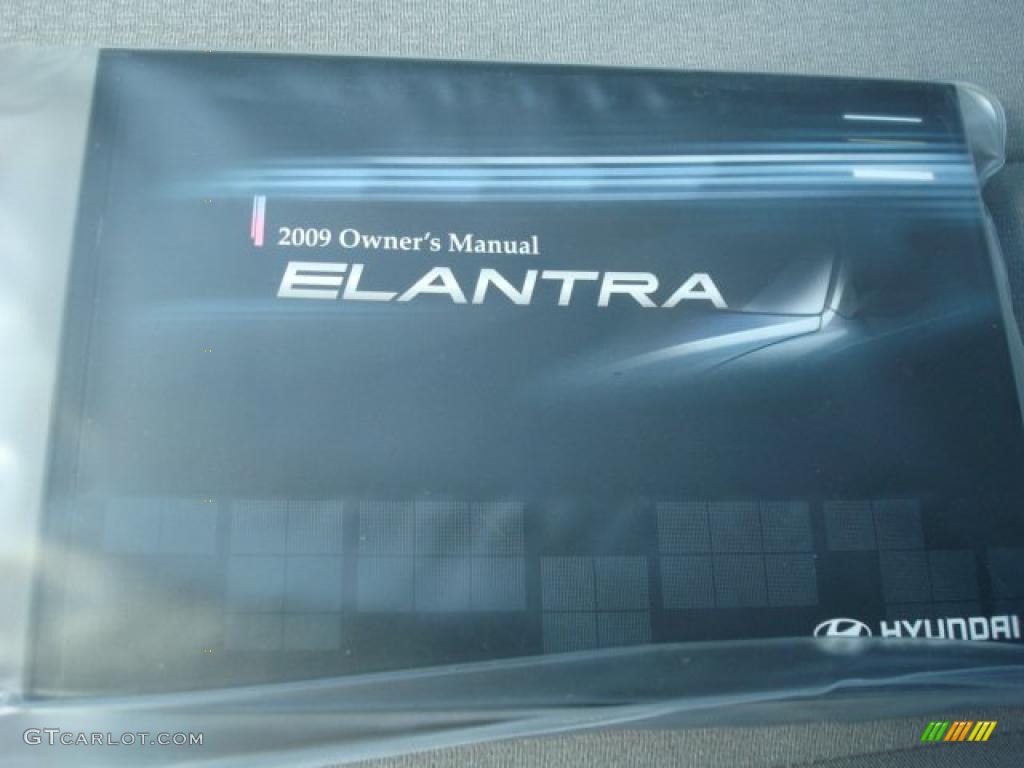 2009 Owner's Manual
ELANTRA
HYUNDAI
GTCARLOT.COM